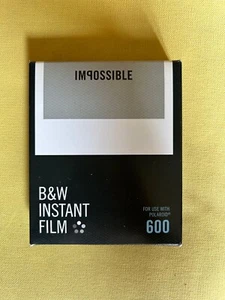 IMPOSSIBLE
B&W
INSTANT
FILM
FOR USE WITH
POLAROID®
600